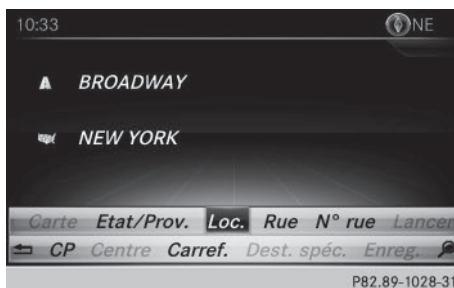 10:33 NE
BROADWAY
NEW YORK
Carte Etat/Prov. Loc. Rue N° rue Lancer
CP Centre Carref. Dest. spéc. Enreg.
P82.89-1028-31